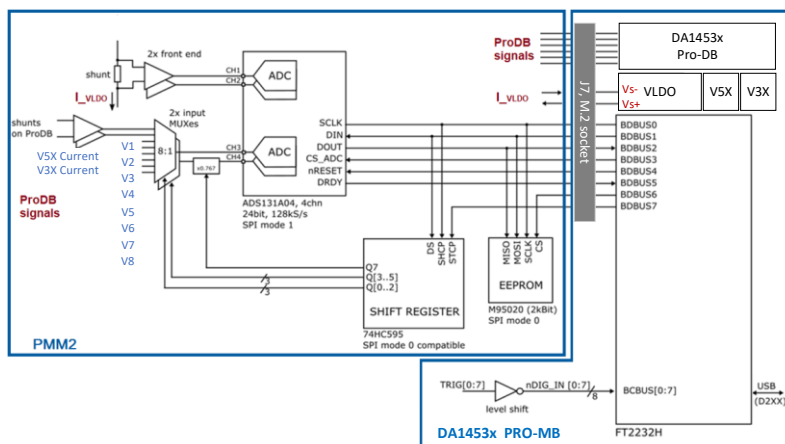 2x front end
shunt
CH1
CH2
ADC
I_VLDO
shunts
on ProDB
2x input
MUXes
8:1
V5X Current
V3X Current
V1
V2
V3
V4
V5
V6
V7
V8
ProDB
signals
x0.767
CH3
CH4
ADC
SCLK
DIN
DOUT
CS_ADC
nRESET
DRDY
ADS131A04, 4chn
24bit, 128kS/s
SPI mode 1
DS
SHCP
STCP
Q7
Q[3..5]
Q[0..2]
3
3
SHIFT REGISTER
74HC595
SPI mode 0 compatible
MISO
MOSI
SCLK
CS
EEPROM
M95020 (2kBit)
SPI mode 0
PMM2
ProDB
signals
I_VLDO
J7, M.2 socket
DA1453x
Pro-DB
Vs-
Vs+
VLDO
V5X
V3X
BDBUS0
BDBUS1
BDBUS2
BDBUS3
BDBUS4
BDBUS5
BDBUS6
BDBUS7
TRIG[0:7]
level shift
nDIG_IN [0:7]
8
BCBUS[0:7]
USB
(D2XX)
FT2232H
DA1453x PRO-MB